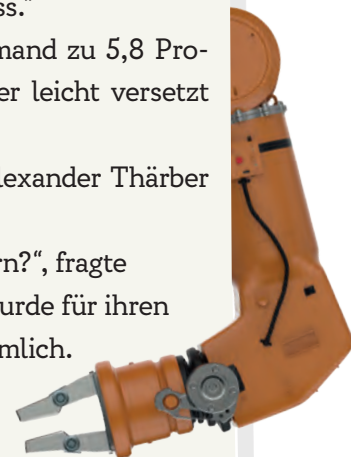 ss."
mand zu 5,8 Pro-
er leicht versetzt
lexander Thärber
rn?“, fragte
urde für ihren
mlich.